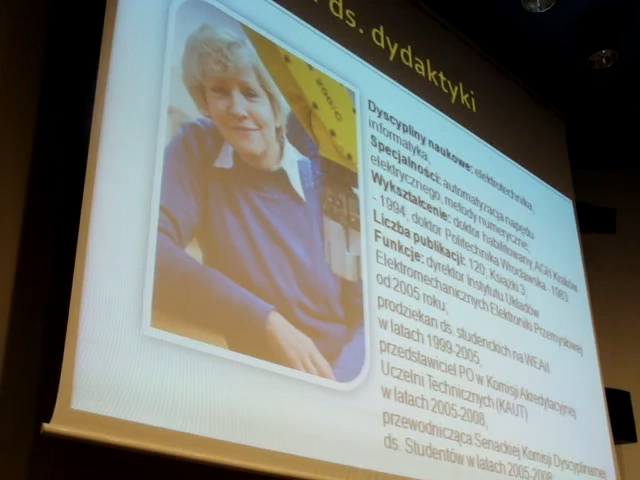 ds. dydaktyki
Dyscypliny naukowe: elektrotechnika,
informatyka;
Specjalności: automatyzacja napędu
elektrycznego, metody numeryczne;
Wykształcenie: doktor habilitowany, AGH Kraków
- 1994, doktor Politechnika Wrocławska - 1983
Liczba publikacji: 120; Książki 3;
Funkcje: dyrektor Instytutu Układów
Elektromechanicznych i Elektroniki Przemysłowej
od 2005 roku;
prodziekan ds. studenckich na WEAiI
w latach 1999-2005,
przedstawiciel PO w Komisji Akredytacyjnej
Uczelni Technicznych (KAUT)
w latach 2005-2008,
przewodnicząca Senackiej Komisji Dyscyplinarnej
ds. Studentów w latach 2005-2008